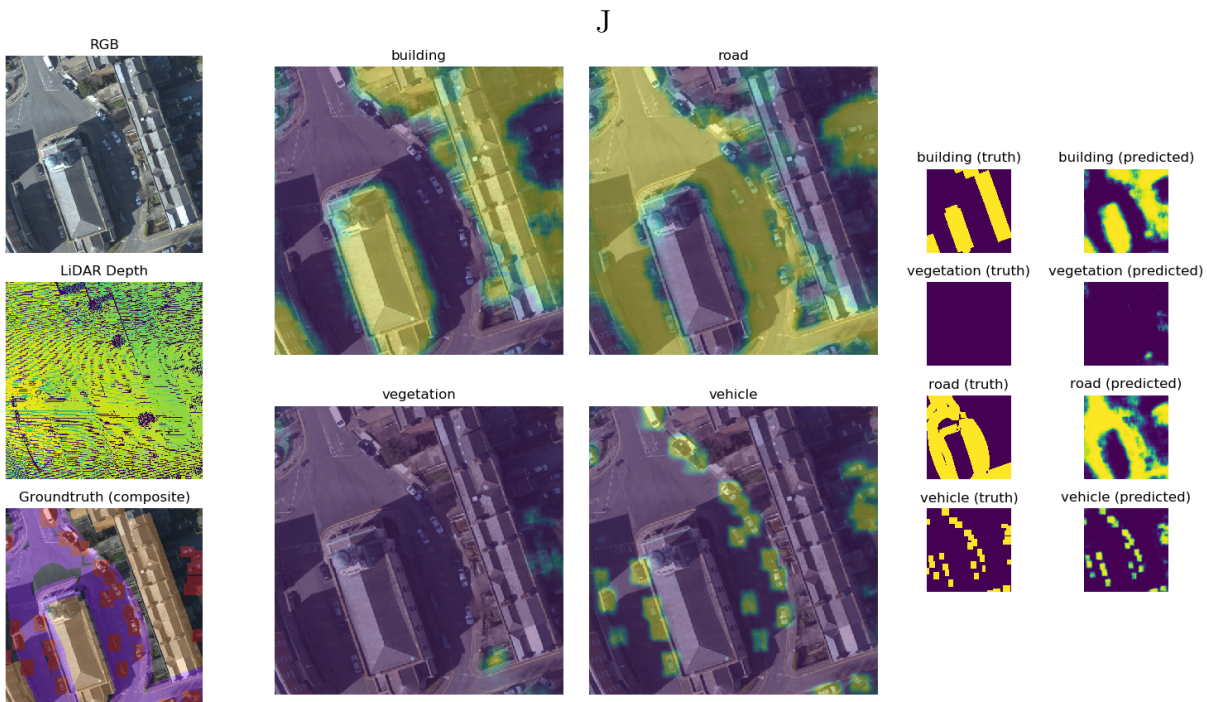 J
RGB
building
road
LiDAR Depth
Groundtruth (composite)
vegetation
vehicle
building (truth)
building (predicted)
vegetation (truth)
vegetation (predicted)
road (truth)
road (predicted)
vehicle (truth)
vehicle (predicted)